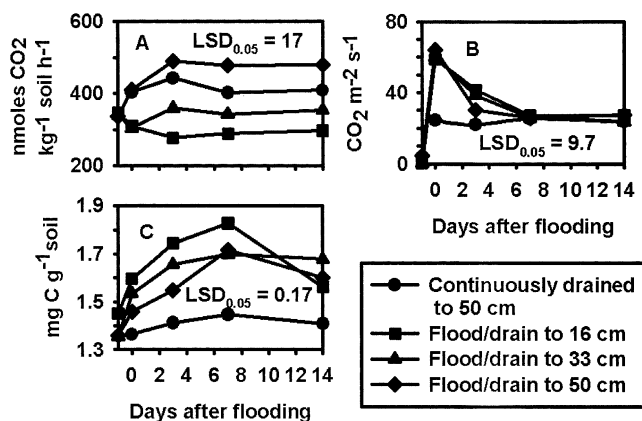 nmoles CO2
kg-1 soil h-1
600
400
200
A
LSD0.05 = 17
CO2 m-2 s-1
80
40
0
B
LSD0.05 = 9.7
0 2 4 6 8 10 12 14
Days after flooding
mg C g-1soil
1.9
1.7
1.5
1.3
C
LSD0.05 = 0.17
0 2 4 6 8 10 12 14
Days after flooding
Continuously drained
to 50 cm
Flood/drain to 16 cm
Flood/drain to 33 cm
Flood/drain to 50 cm